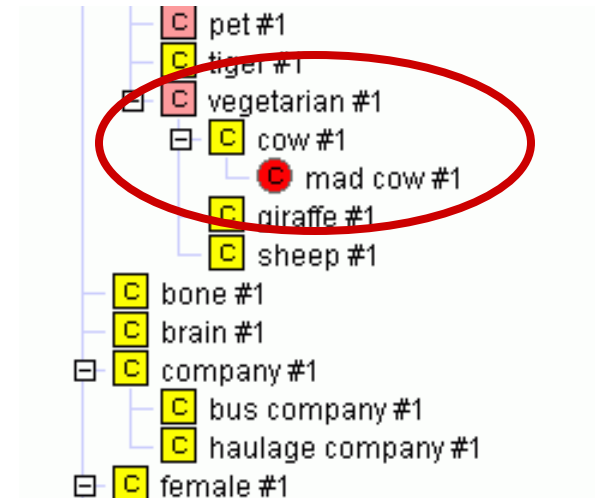 C pet #1
C tiger #1
C vegetarian #1
C cow #1
C mad cow #1
C giraffe #1
C sheep #1
C bone #1
C brain #1
C company #1
C bus company #1
C haulage company #1
C female #1